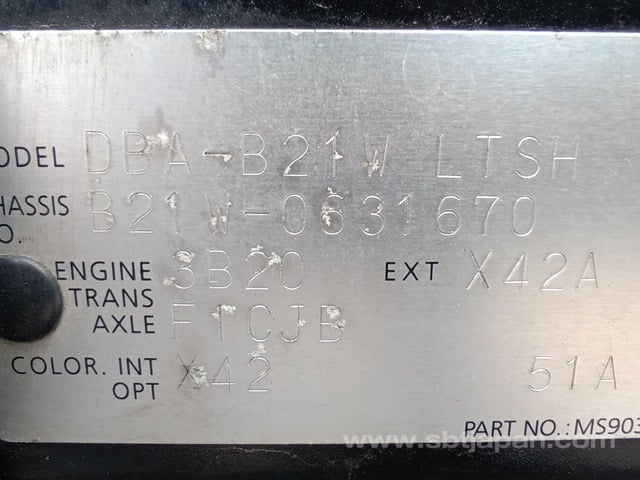 ODEL DBA-B21W LTSH
HASSIS B21W-0631670
O.
ENGINE 3B20 EXT X42A
TRANS
AXLE F1CJB
COLOR. INT X42 51A
OPT
PART NO.:MS903
www.sbtjapan.com